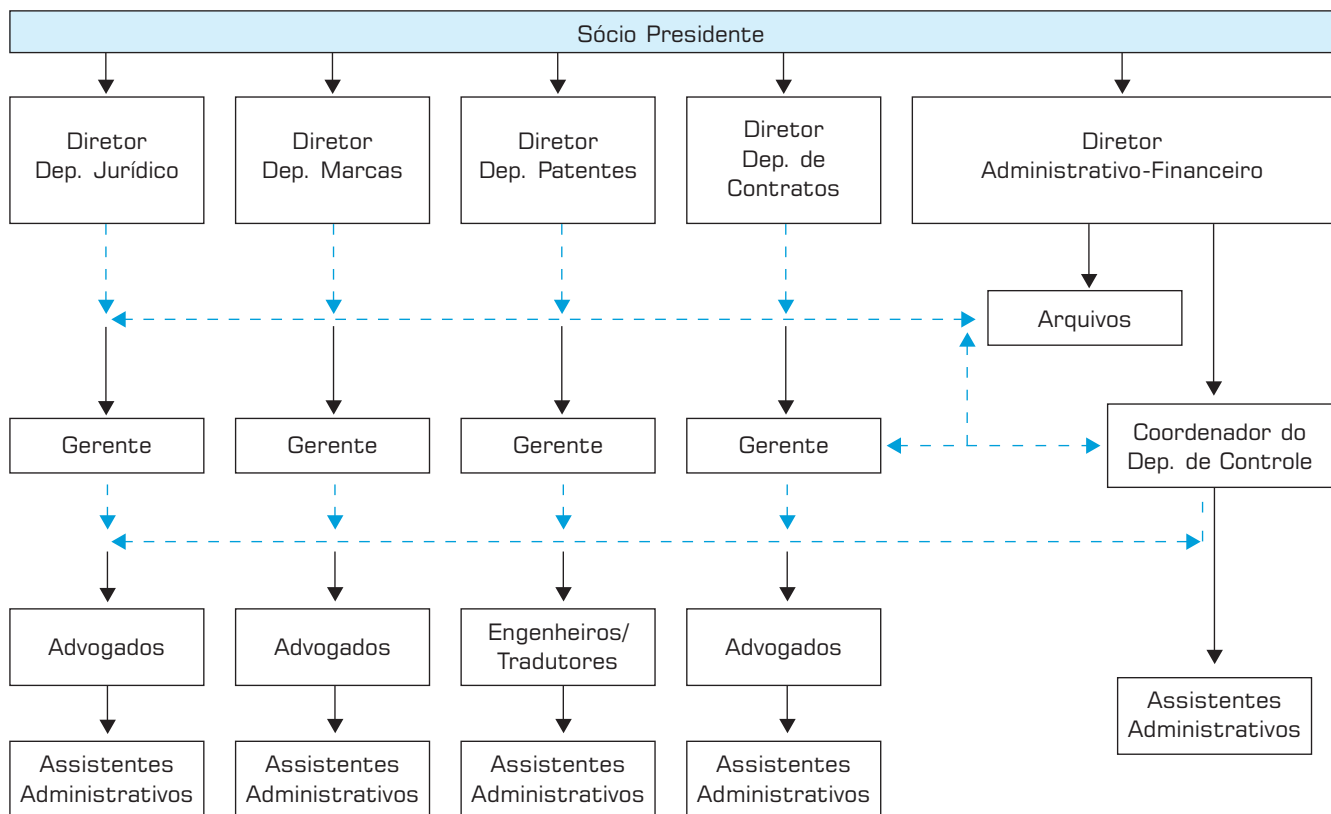 Sócio Presidente
Diretor
Dep. Jurídico
Diretor
Dep. Marcas
Diretor
Dep. Patentes
Diretor
Dep. de
Contratos
Diretor
Administrativo-Financeiro
Arquivos
Gerente
Gerente
Gerente
Gerente
Coordenador do
Dep. de Controle
Advogados
Advogados
Engenheiros/
Tradutores
Advogados
Assistentes
Administrativos
Assistentes
Administrativos
Assistentes
Administrativos
Assistentes
Administrativos
Assistentes
Administrativos